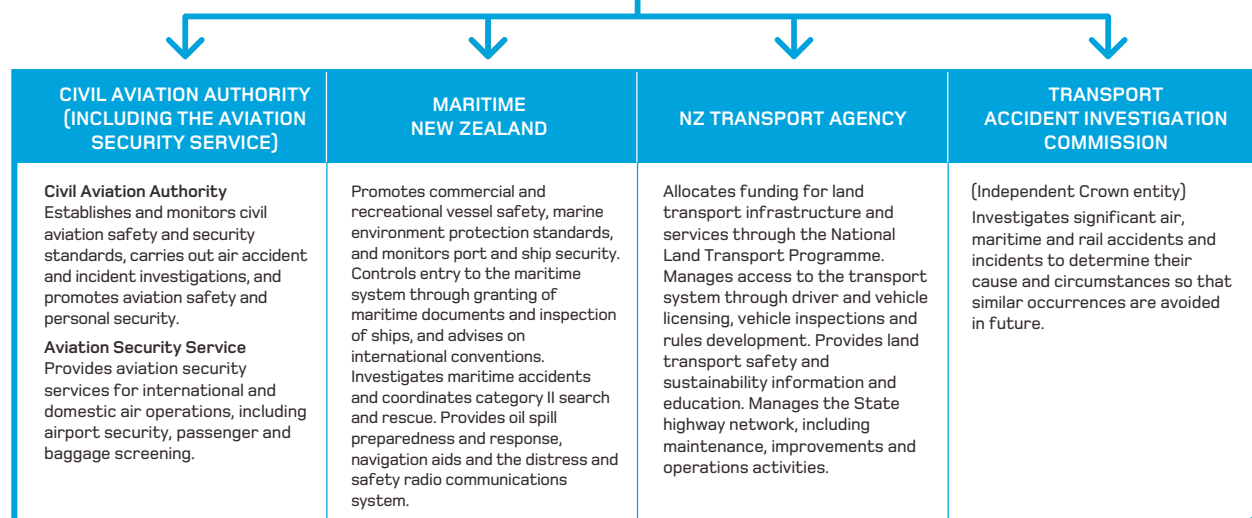 CIVIL AVIATION AUTHORITY
(INCLUDING THE AVIATION
SECURITY SERVICE)
MARITIME
NEW ZEALAND
NZ TRANSPORT AGENCY
TRANSPORT
ACCIDENT INVESTIGATION
COMMISSION
Civil Aviation Authority
Establishes and monitors civil
aviation safety and security
standards, carries out air accident
and incident investigations, and
promotes aviation safety and
personal security.
Aviation Security Service
Provides aviation security
services for international and
domestic air operations, including
airport security, passenger and
baggage screening.
Promotes commercial and
recreational vessel safety, marine
environment protection standards,
and monitors port and ship security.
Controls entry to the maritime
system through granting of
maritime documents and inspection
of ships, and advises on
international conventions.
Investigates maritime accidents
and coordinates category II search
and rescue. Provides oil spill
preparedness and response,
navigation aids and the distress and
safety radio communications
system.
Allocates funding for land
transport infrastructure and
services through the National
Land Transport Programme.
Manages access to the transport
system through driver and vehicle
licensing, vehicle inspections and
rules development. Provides land
transport safety and
sustainability information and
education. Manages the State
highway network, including
maintenance, improvements and
operations activities.
(Independent Crown entity)
Investigates significant air,
maritime and rail accidents and
incidents to determine their
cause and circumstances so that
similar occurrences are avoided
in future.